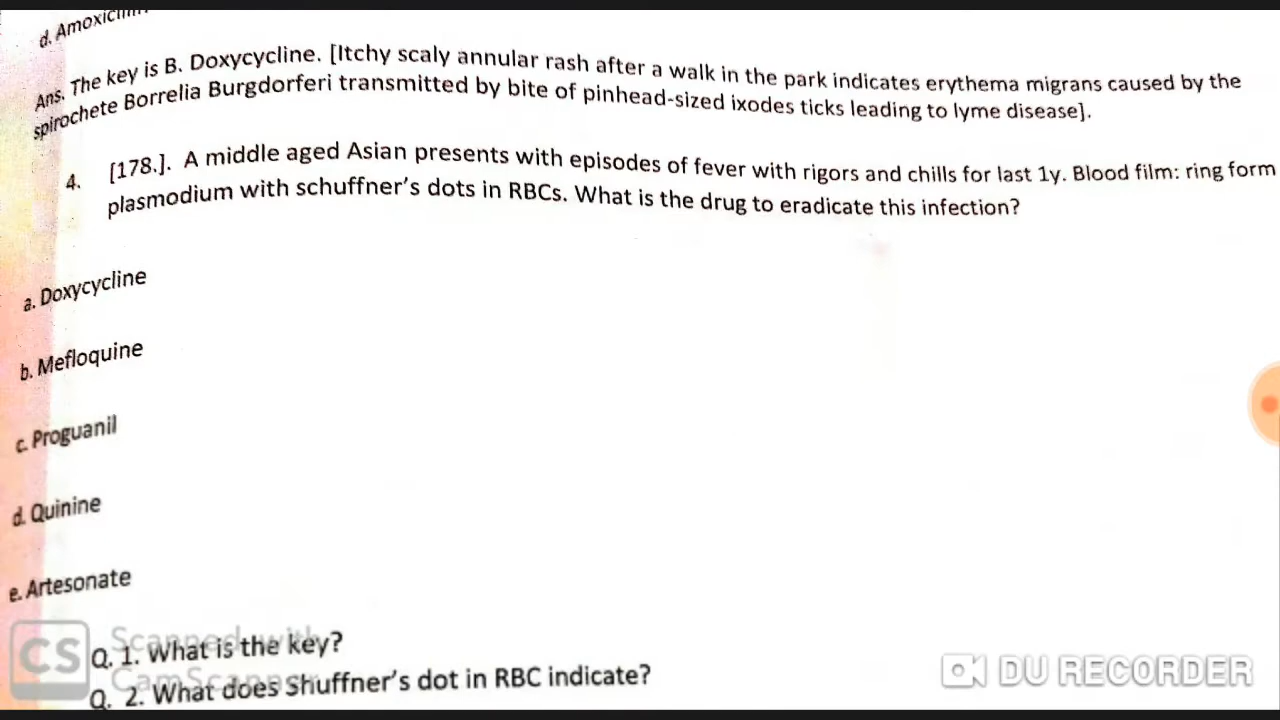 d. Amoxicillin
Ans. The key is B. Doxycycline. [Itchy scaly annular rash after a walk in the park indicates erythema migrans caused by the
spirochete Borrelia Burgdorferi transmitted by bite of pinhead-sized ixodes ticks leading to lyme disease].
4. [178.]. A middle aged Asian presents with episodes of fever with rigors and chills for last 1y. Blood film: ring form
plasmodium with schuffner's dots in RBCs. What is the drug to eradicate this infection?
a. Doxycycline
b. Mefloquine
c. Proguanil
d. Quinine
e. Artesonate
CS Scanned with
CamScanner
Q. 1. What is the key?
Q. 2. What does Shuffner's dot in RBC indicate?
DU RECORDER